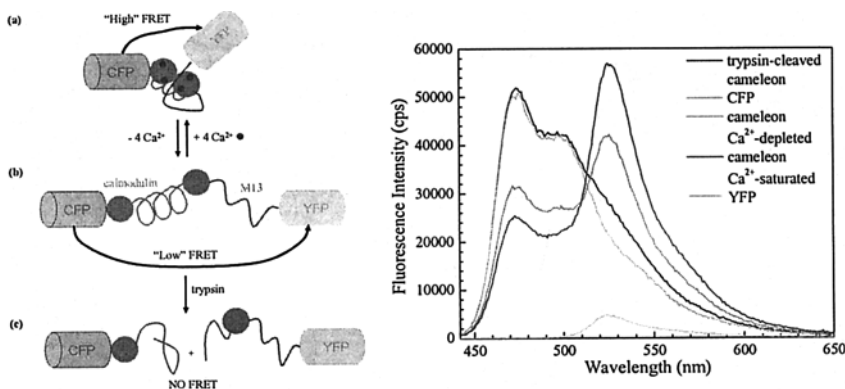 (a)
"High" FRET
YFP
CFP
- 4 Ca²⁺
+ 4 Ca²⁺
(b)
calmodulin
M13
CFP
YFP
"Low" FRET
trypsin
(c)
CFP
+
YFP
NO FRET
Fluorescence Intensity (cps)
60000
50000
40000
30000
20000
10000
0
450
500
550
600
650
Wavelength (nm)
trypsin-cleaved
cameleon
CFP
cameleon
Ca²⁺-depleted
cameleon
Ca²⁺-saturated
YFP